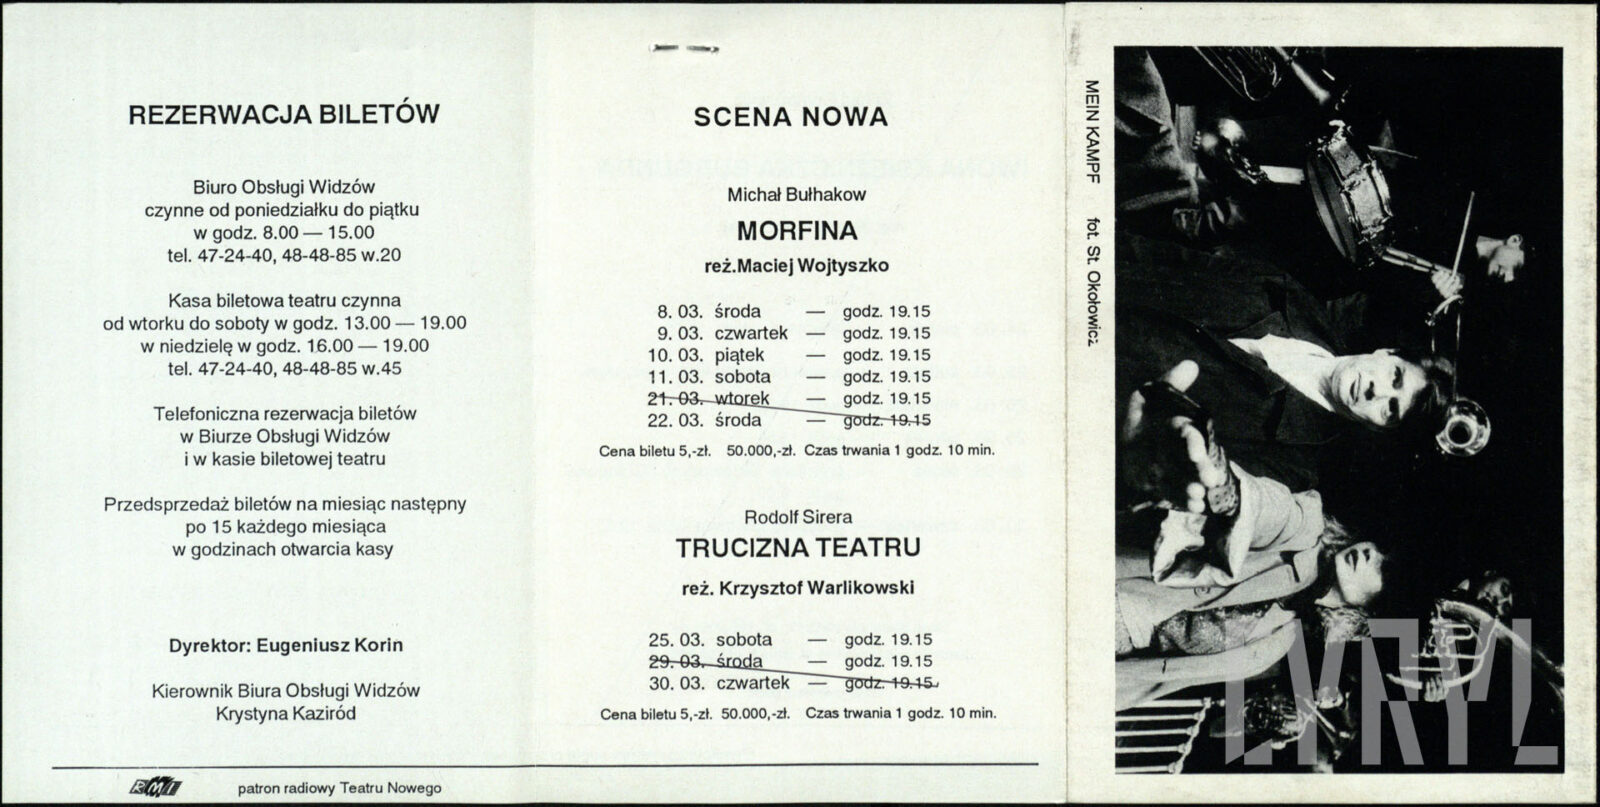 REZERWACJA BILETÓW
Biuro Obsługi Widzów
czynne od poniedziałku do piątku
w godz. 8.00 — 15.00
tel. 47-24-40, 48-48-85 w.20
Kasa biletowa teatru czynna
od wtorku do soboty w godz. 13.00 — 19.00
w niedzielę w godz. 16.00 — 19.00
tel. 47-24-40, 48-48-85 w.45
Telefoniczna rezerwacja biletów
w Biurze Obsługi Widzów
i w kasie biletowej teatru
Przedsprzedaż biletów na miesiąc następny
po 15 każdego miesiąca
w godzinach otwarcia kasy
Dyrektor: Eugeniusz Korin
Kierownik Biura Obsługi Widzów
Krystyna Kaziród
RMI patron radiowy Teatru Nowego
SCENA NOWA
Michał Bułhakow
MORFINA
reż.Maciej Wojtyszko
8. 03. środa — godz. 19.15
9. 03. czwartek — godz. 19.15
10. 03. piątek — godz. 19.15
11. 03. sobota — godz. 19.15
21. 03. wtorek — godz. 19.15
22. 03. środa — godz. 19.15
Cena biletu 5,-zł. 50.000,-zł. Czas trwania 1 godz. 10 min.
Rodolf Sirera
TRUCIZNA TEATRU
reż. Krzysztof Warlikowski
25. 03. sobota — godz. 19.15
29. 03. środa — godz. 19.15
30. 03. czwartek — godz. 19.15
Cena biletu 5,-zł. 50.000,-zł. Czas trwania 1 godz. 10 min.
MEIN KAMPF fot. St. Okołowicz